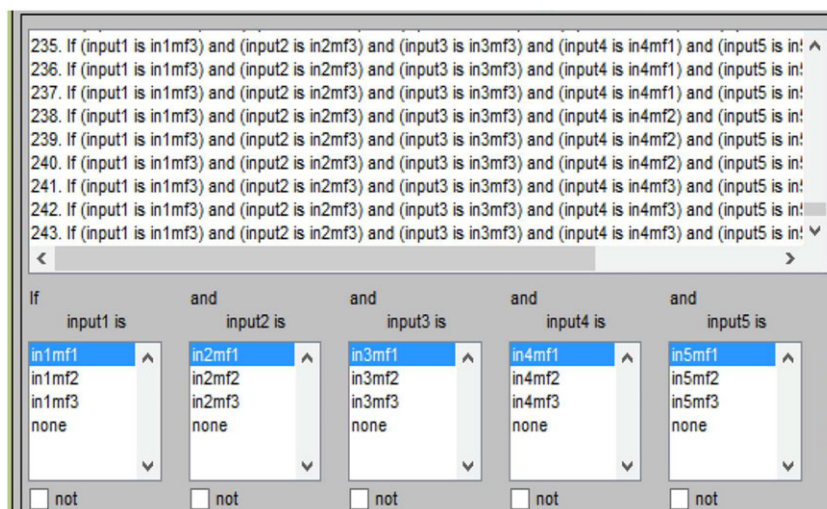 235. If (input1 is in1mf3) and (input2 is in2mf3) and (input3 is in3mf3) and (input4 is in4mf1) and (input5 is in5
236. If (input1 is in1mf3) and (input2 is in2mf3) and (input3 is in3mf3) and (input4 is in4mf1) and (input5 is in5
237. If (input1 is in1mf3) and (input2 is in2mf3) and (input3 is in3mf3) and (input4 is in4mf1) and (input5 is in5
238. If (input1 is in1mf3) and (input2 is in2mf3) and (input3 is in3mf3) and (input4 is in4mf2) and (input5 is in5
239. If (input1 is in1mf3) and (input2 is in2mf3) and (input3 is in3mf3) and (input4 is in4mf2) and (input5 is in5
240. If (input1 is in1mf3) and (input2 is in2mf3) and (input3 is in3mf3) and (input4 is in4mf2) and (input5 is in5
241. If (input1 is in1mf3) and (input2 is in2mf3) and (input3 is in3mf3) and (input4 is in4mf3) and (input5 is in5
242. If (input1 is in1mf3) and (input2 is in2mf3) and (input3 is in3mf3) and (input4 is in4mf3) and (input5 is in5
243. If (input1 is in1mf3) and (input2 is in2mf3) and (input3 is in3mf3) and (input4 is in4mf3) and (input5 is in5
If and and and and
input1 is input2 is input3 is input4 is input5 is
in1mf1 in2mf1 in3mf1 in4mf1 in5mf1
in1mf2 in2mf2 in3mf2 in4mf2 in5mf2
in1mf3 in2mf3 in3mf3 in4mf3 in5mf3
none none none none none
not not not not not